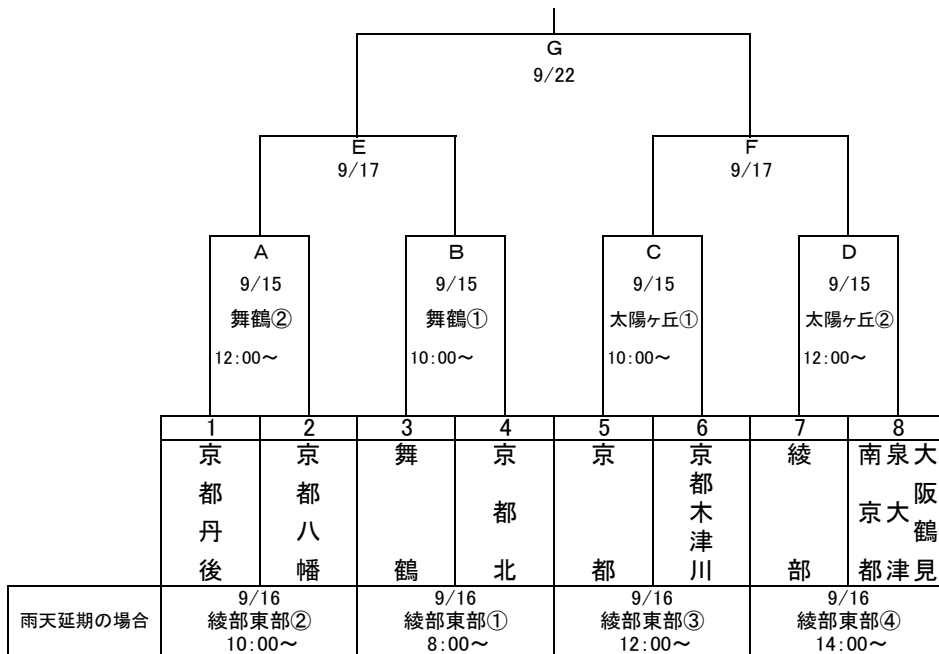 G
9/22
E
9/17
F
9/17
A
9/15
舞鶴②
12:00～
B
9/15
舞鶴①
10:00～
C
9/15
太陽ヶ丘①
10:00～
D
9/15
太陽ヶ丘②
12:00～
1 2 3 4 5 6 7 8
京都丹後
京都八幡
舞鶴
京都北
京都
京都木津川
綾部
大阪鶴見
泉大津
南京都
雨天延期の場合
9/16
綾部東部②
10:00～
9/16
綾部東部①
8:00～
9/16
綾部東部③
12:00～
9/16
綾部東部④
14:00～